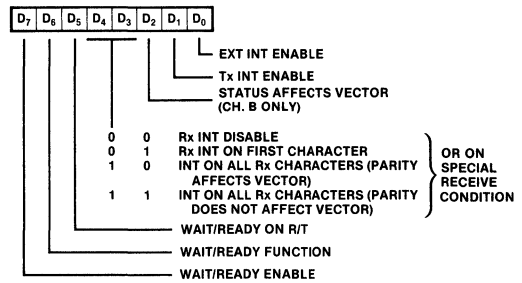 D7 D6 D5 D4 D3 D2 D1 D0
EXT INT ENABLE
Tx INT ENABLE
STATUS AFFECTS VECTOR
(CH. B ONLY)
0 0 Rx INT DISABLE
0 1 Rx INT ON FIRST CHARACTER
1 0 INT ON ALL Rx CHARACTERS (PARITY
AFFECTS VECTOR)
1 1 INT ON ALL Rx CHARACTERS (PARITY
DOES NOT AFFECT VECTOR)
OR ON
SPECIAL
RECEIVE
CONDITION
WAIT/READY ON R/T
WAIT/READY FUNCTION
WAIT/READY ENABLE